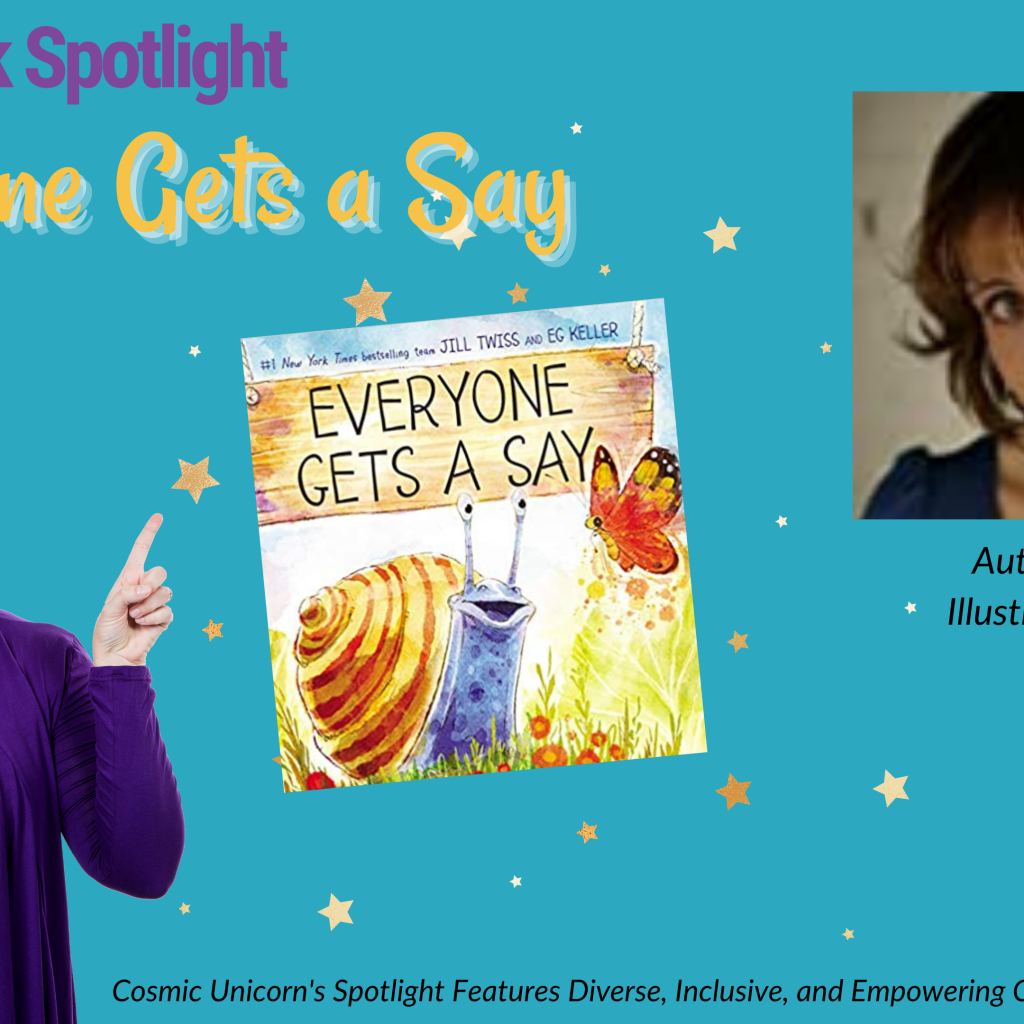 k Spotlight
ne Gets a Say
#1 New York Times bestselling team JILL TWISS AND EG KELLER
EVERYONE
GETS A SAY
Aut
Illust
Cosmic Unicorn's Spotlight Features Diverse, Inclusive, and Empowering